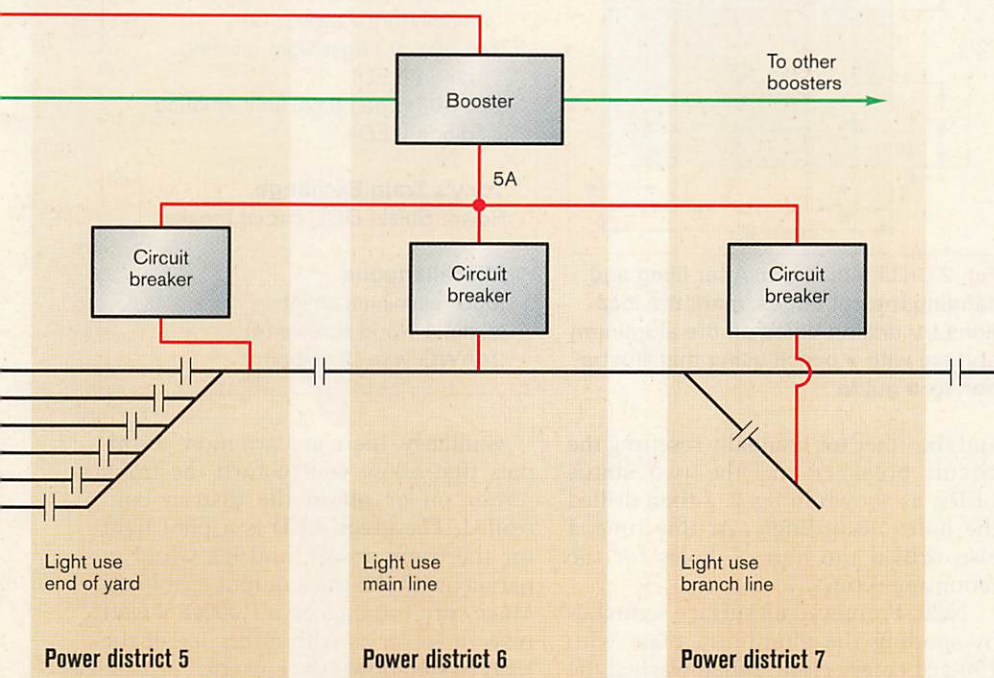 To other
boosters
Booster
5A
Circuit
breaker
Circuit
breaker
Circuit
breaker
Light use
end of yard
Light use
main line
Light use
branch line
Power district 5
Power district 6
Power district 7